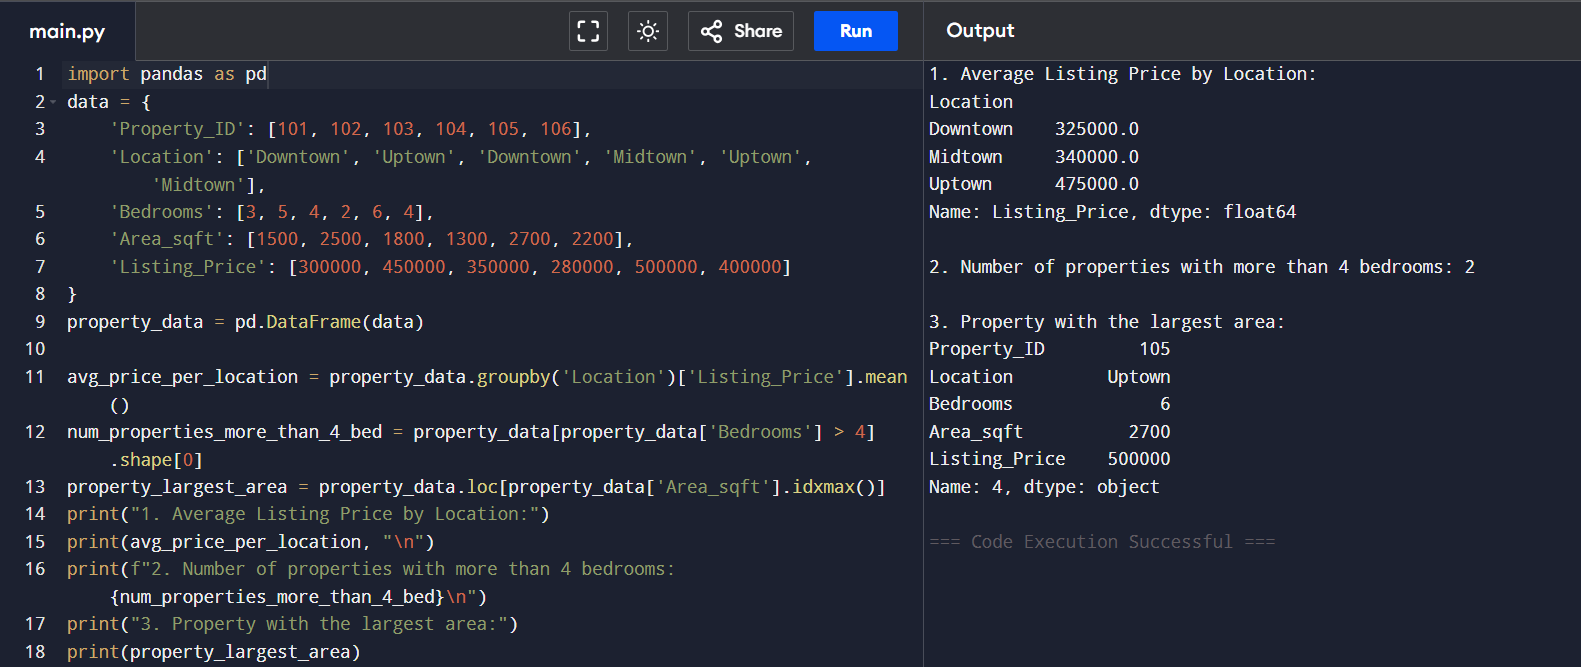 main.py
Share
Run
Output
1 import pandas as pd
2 data = {
3     'Property_ID': [101, 102, 103, 104, 105, 106],
4     'Location': ['Downtown', 'Uptown', 'Downtown', 'Midtown', 'Uptown',
        'Midtown'],
5     'Bedrooms': [3, 5, 4, 2, 6, 4],
6     'Area_sqft': [1500, 2500, 1800, 1300, 2700, 2200],
7     'Listing_Price': [300000, 450000, 350000, 280000, 500000, 400000]
8 }
9 property_data = pd.DataFrame(data)
10
11 avg_price_per_location = property_data.groupby('Location')['Listing_Price'].mean
    ()
12 num_properties_more_than_4_bed = property_data[property_data['Bedrooms'] > 4]
    .shape[0]
13 property_largest_area = property_data.loc[property_data['Area_sqft'].idxmax()]
14 print("1. Average Listing Price by Location:")
15 print(avg_price_per_location, "\n")
16 print(f"2. Number of properties with more than 4 bedrooms:
    {num_properties_more_than_4_bed}\n")
17 print("3. Property with the largest area:")
18 print(property_largest_area)
1. Average Listing Price by Location:
Location
Downtown    325000.0
Midtown     340000.0
Uptown      475000.0
Name: Listing_Price, dtype: float64
2. Number of properties with more than 4 bedrooms: 2
3. Property with the largest area:
Property_ID         105
Location         Uptown
Bedrooms              6
Area_sqft          2700
Listing_Price    500000
Name: 4, dtype: object
=== Code Execution Successful ===